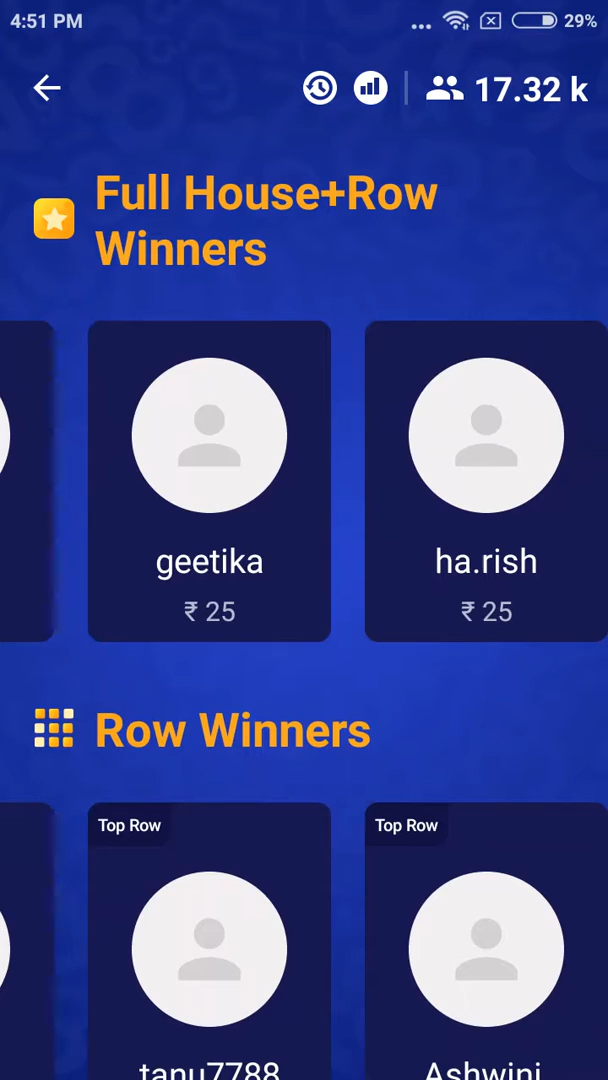 4:51 PM
29%
17.32 k
Full House+Row
Winners
geetika
ha.rish
₹ 25
₹ 25
Row Winners
Top Row
Top Row
tanu7788
Ashwini